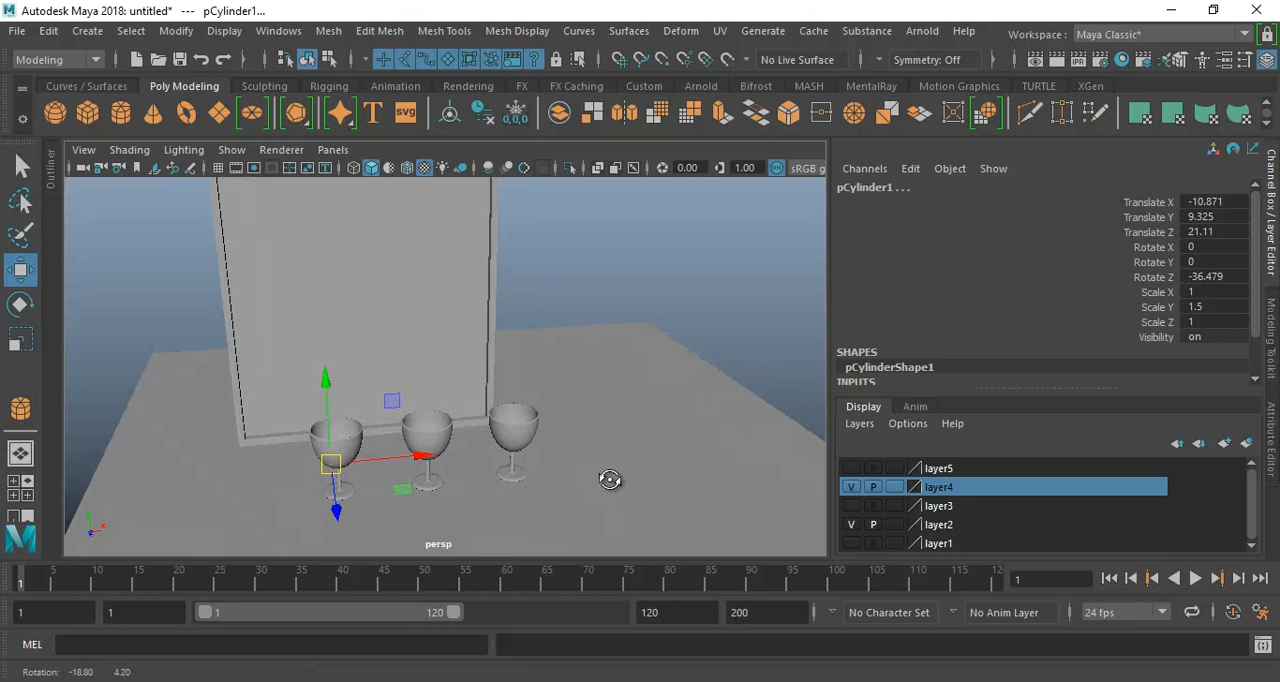 Autodesk Maya 2018: untitled* --- pCylinder1...
File Edit Create Select Modify Display Windows Mesh Edit Mesh Mesh Tools Mesh Display Curves Surfaces Deform UV Generate Cache Substance Arnold Help Workspace : Maya Classic*
Modeling No Live Surface Symmetry: Off
Curves / Surfaces Poly Modeling Sculpting Rigging Animation Rendering FX FX Caching Custom Arnold Bifrost MASH MentalRay Motion Graphics TURTLE XGen
T SVG 0,0,0
View Shading Lighting Show Renderer Panels
0.00 1.00 ON sRGB g
Outliner
persp
Channels Edit Object Show
pCylinder1 . . .
Translate X -10.871
Translate Y 9.325
Translate Z 21.11
Rotate X 0
Rotate Y 0
Rotate Z -36.479
Scale X 1
Scale Y 1.5
Scale Z 1
Visibility on
SHAPES
pCylinderShape1
INPUTS
Display Anim
Layers Options Help
layer5
V P layer4
layer3
V P layer2
layer1
Channel Box / Layer Editor
Modeling Toolkit
Attribute Editor
1 5 10 15 20 25 30 35 40 45 50 55 60 65 70 75 80 85 90 95 100 105 110 115 12 1
1 1 1 120 120 200 No Character Set No Anim Layer 24 fps
MEL
Rotation: -18.80 4.20